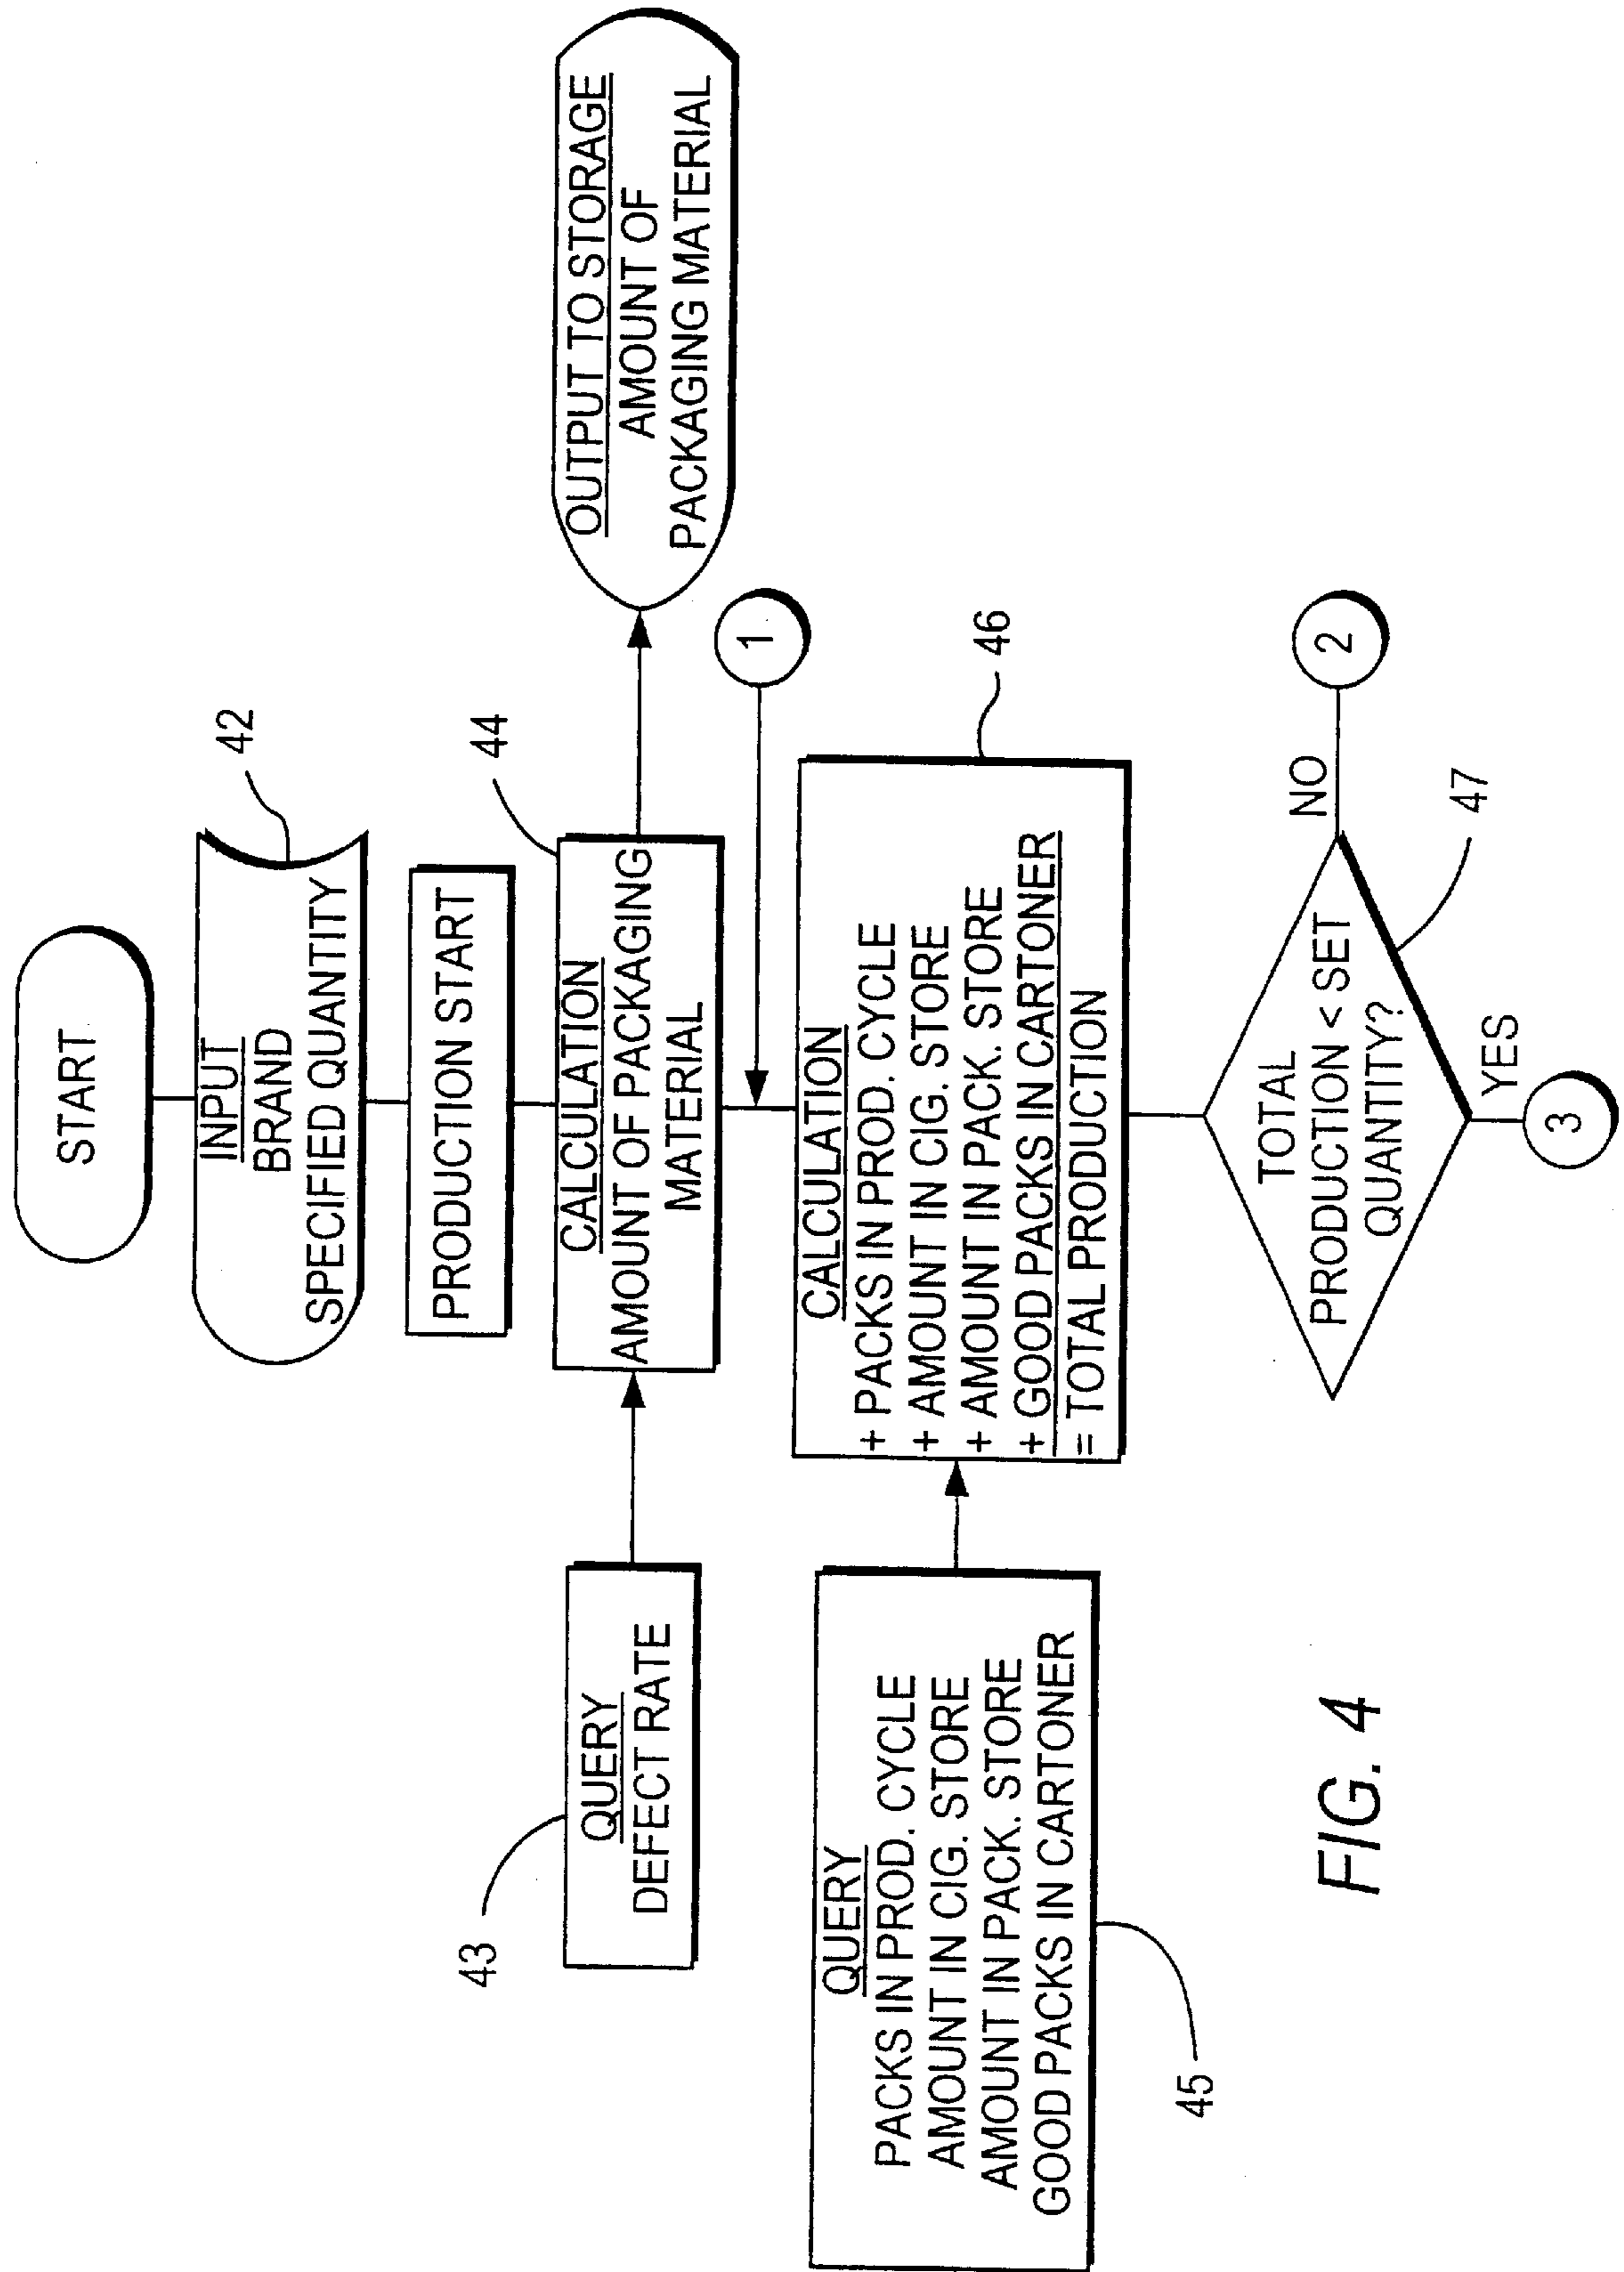 START
INPUT
BRAND
SPECIFIED QUANTITY
42
PRODUCTION START
43
QUERY
DEFECT RATE
44
CALCULATION
AMOUNT OF PACKAGING
MATERIAL
OUTPUT TO STORAGE
AMOUNT OF
PACKAGING MATERIAL
1
QUERY
PACKS IN PROD. CYCLE
AMOUNT IN CIG. STORE
AMOUNT IN PACK. STORE
GOOD PACKS IN CARTONER
45
CALCULATION
+ PACKS IN PROD. CYCLE
+ AMOUNT IN CIG. STORE
+ AMOUNT IN PACK. STORE
+ GOOD PACKS IN CARTONER
= TOTAL PRODUCTION
46
TOTAL
PRODUCTION < SET
QUANTITY?
NO
2
47
YES
3
FIG. 4